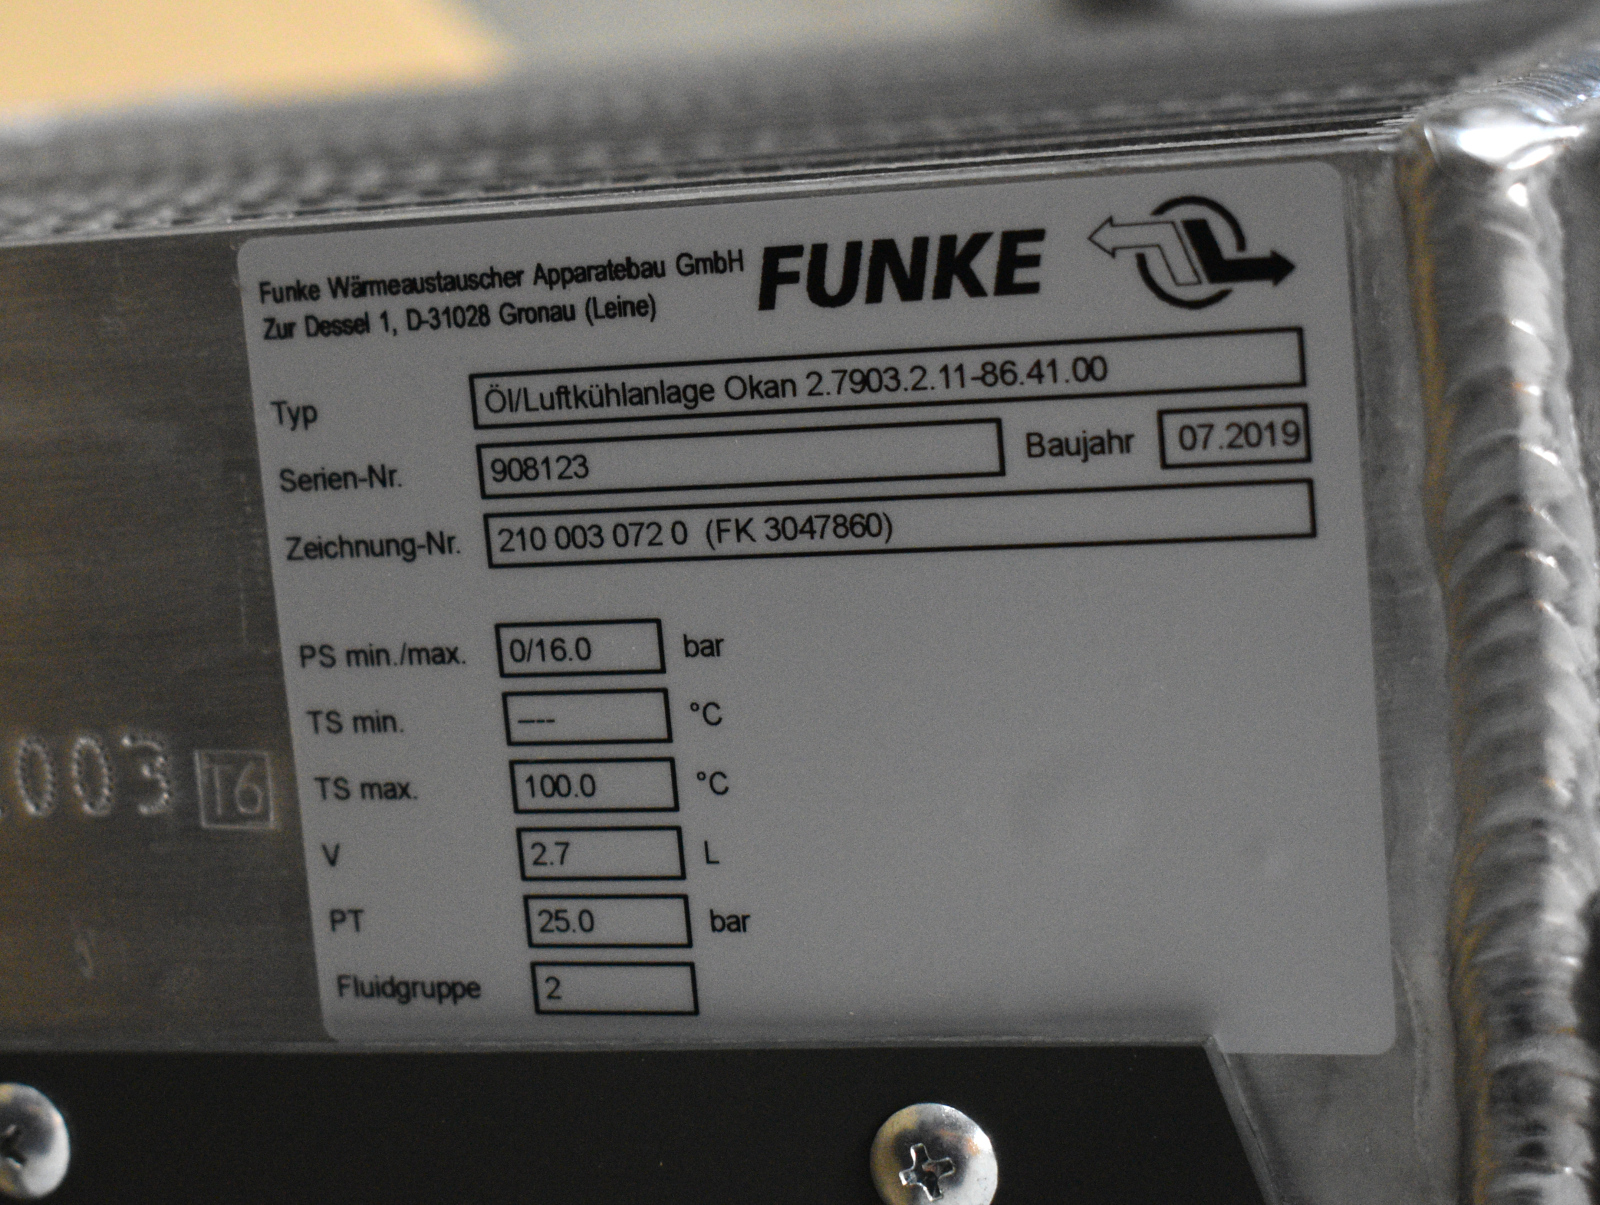 Funke Wärmeaustauscher Apparatebau GmbH
Zur Dessel 1, D-31028 Gronau (Leine)
FUNKE
Typ Öl/Luftkühlanlage Okan 2.7903.2.11-86.41.00
Serien-Nr. 908123 Baujahr 07.2019
Zeichnung-Nr. 210 003 072 0 (FK 3047860)
PS min./max. 0/16.0 bar
TS min. ---- °C
TS max. 100.0 °C
V 2.7 L
PT 25.0 bar
Fluidgruppe 2
.003 T6